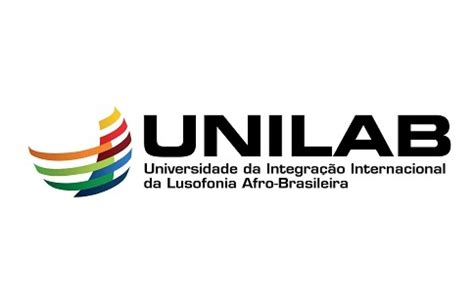 UNILAB
Universidade da Integração Internacional
da Lusofonia Afro-Brasileira